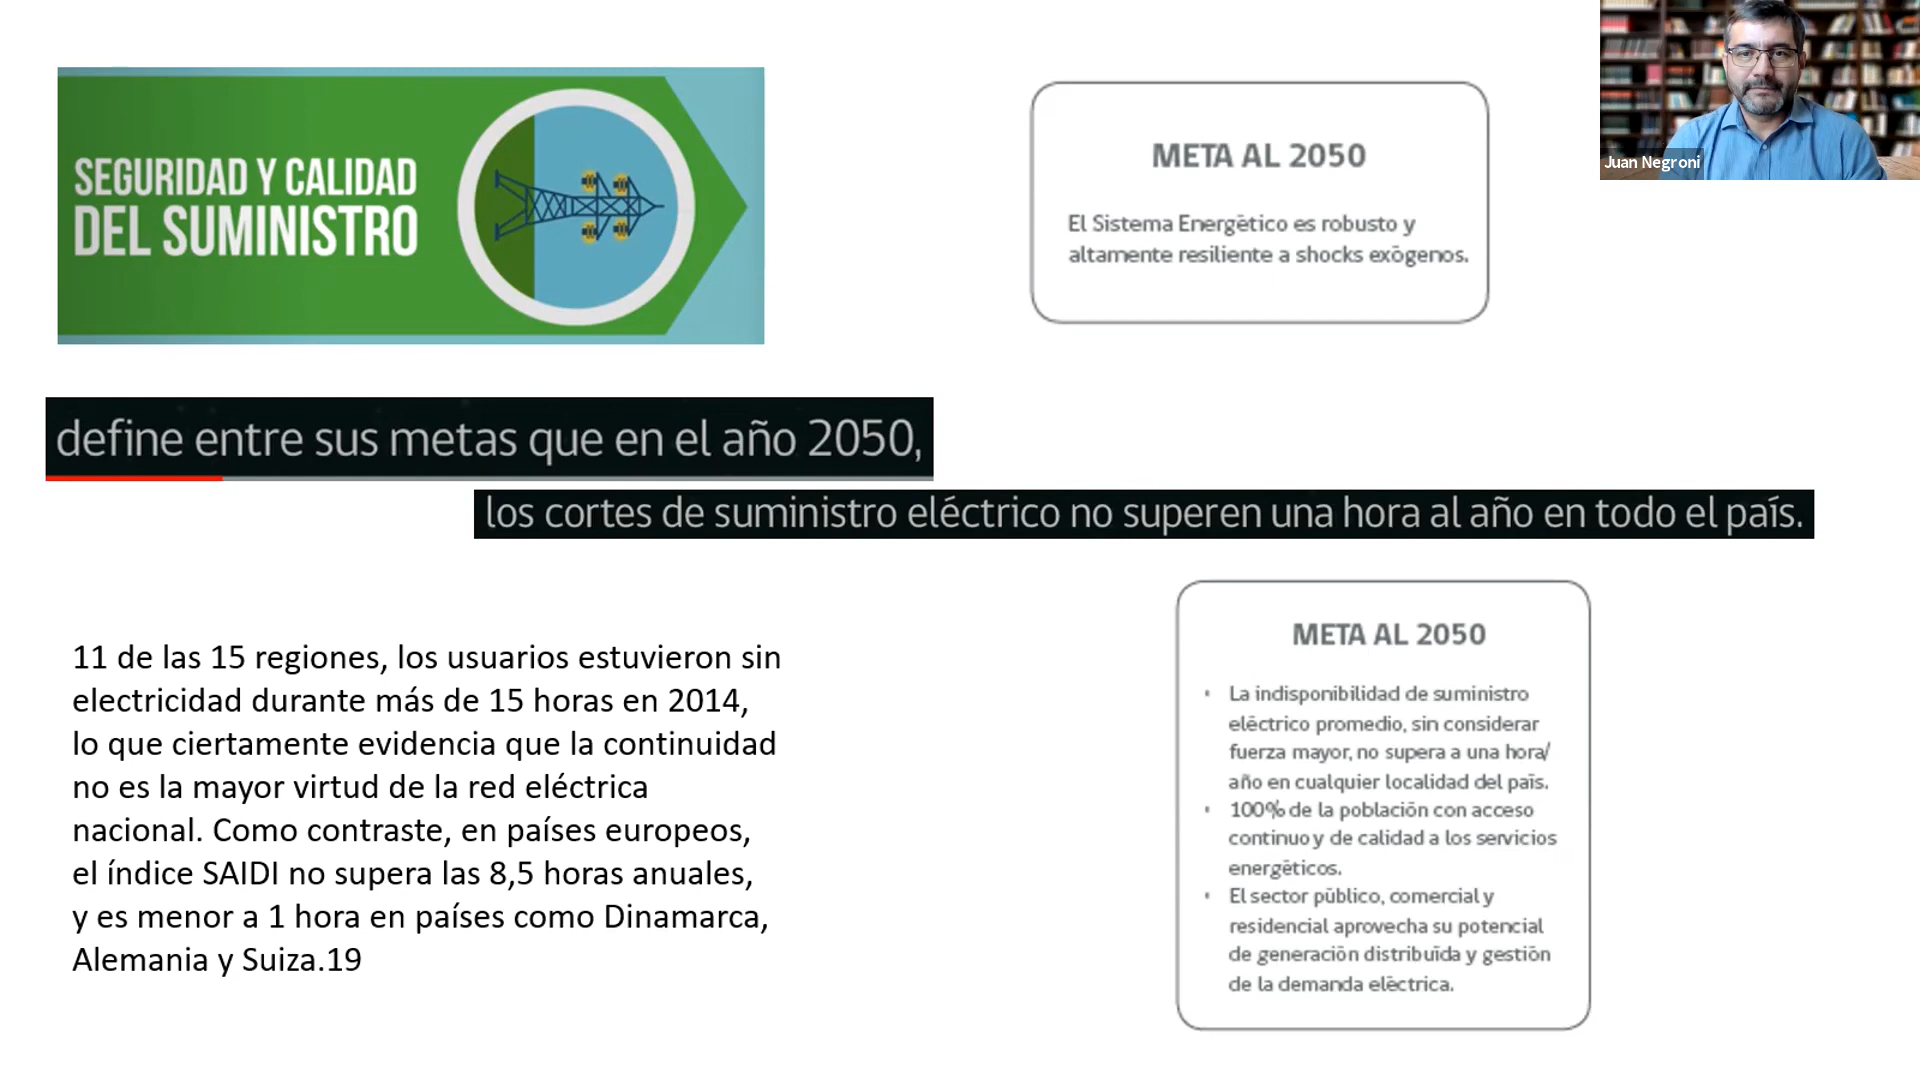 SEGURIDAD Y CALIDAD
DEL SUMINISTRO
META AL 2050
El Sistema Energético es robusto y
altamente resiliente a shocks exógenos.
Juan Negroni
define entre sus metas que en el año 2050,
los cortes de suministro eléctrico no superen una hora al año en todo el país.
11 de las 15 regiones, los usuarios estuvieron sin
electricidad durante más de 15 horas en 2014,
lo que ciertamente evidencia que la continuidad
no es la mayor virtud de la red eléctrica
nacional. Como contraste, en países europeos,
el índice SAIDI no supera las 8,5 horas anuales,
y es menor a 1 hora en países como Dinamarca,
Alemania y Suiza.19
META AL 2050
• La indisponibilidad de suministro
eléctrico promedio, sin considerar
fuerza mayor, no supera a una hora/
año en cualquier localidad del país.
• 100% de la población con acceso
continuo y de calidad a los servicios
energéticos.
• El sector público, comercial y
residencial aprovecha su potencial
de generación distribuida y gestión
de la demanda eléctrica.